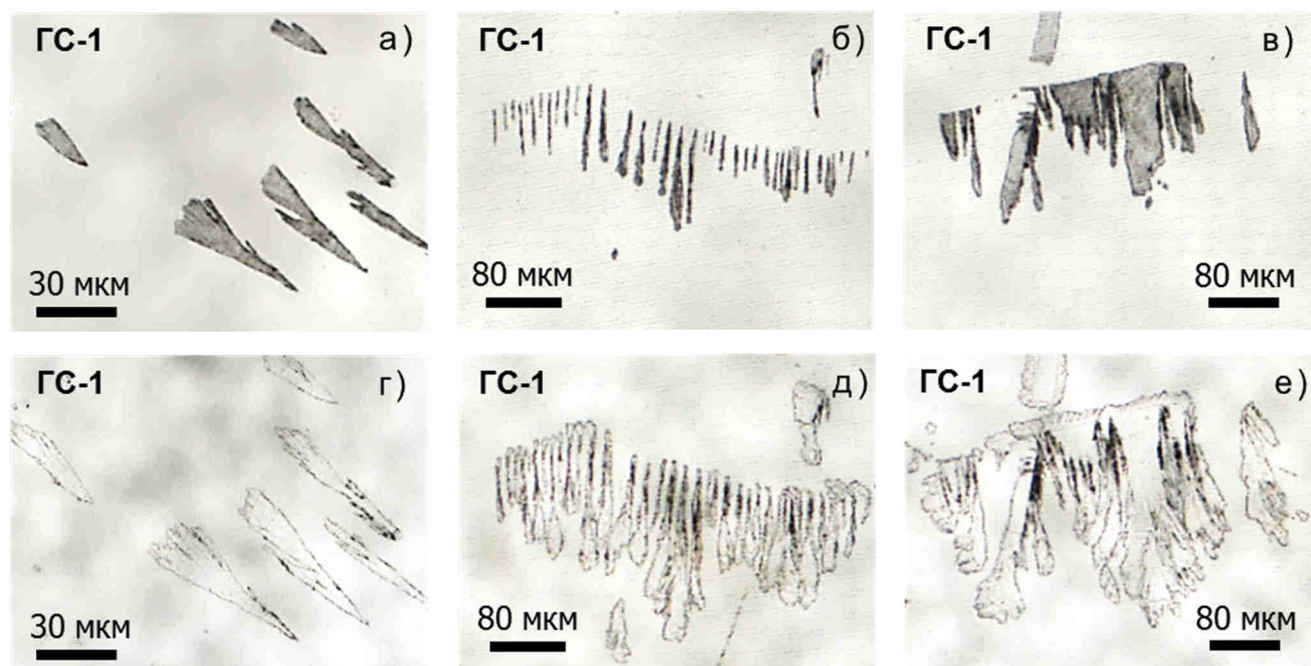 ГС-1 а)
30 мкм
ГС-1 б)
80 мкм
ГС-1 в)
80 мкм
ГС-1 г)
30 мкм
ГС-1 д)
80 мкм
ГС-1 е)
80 мкм